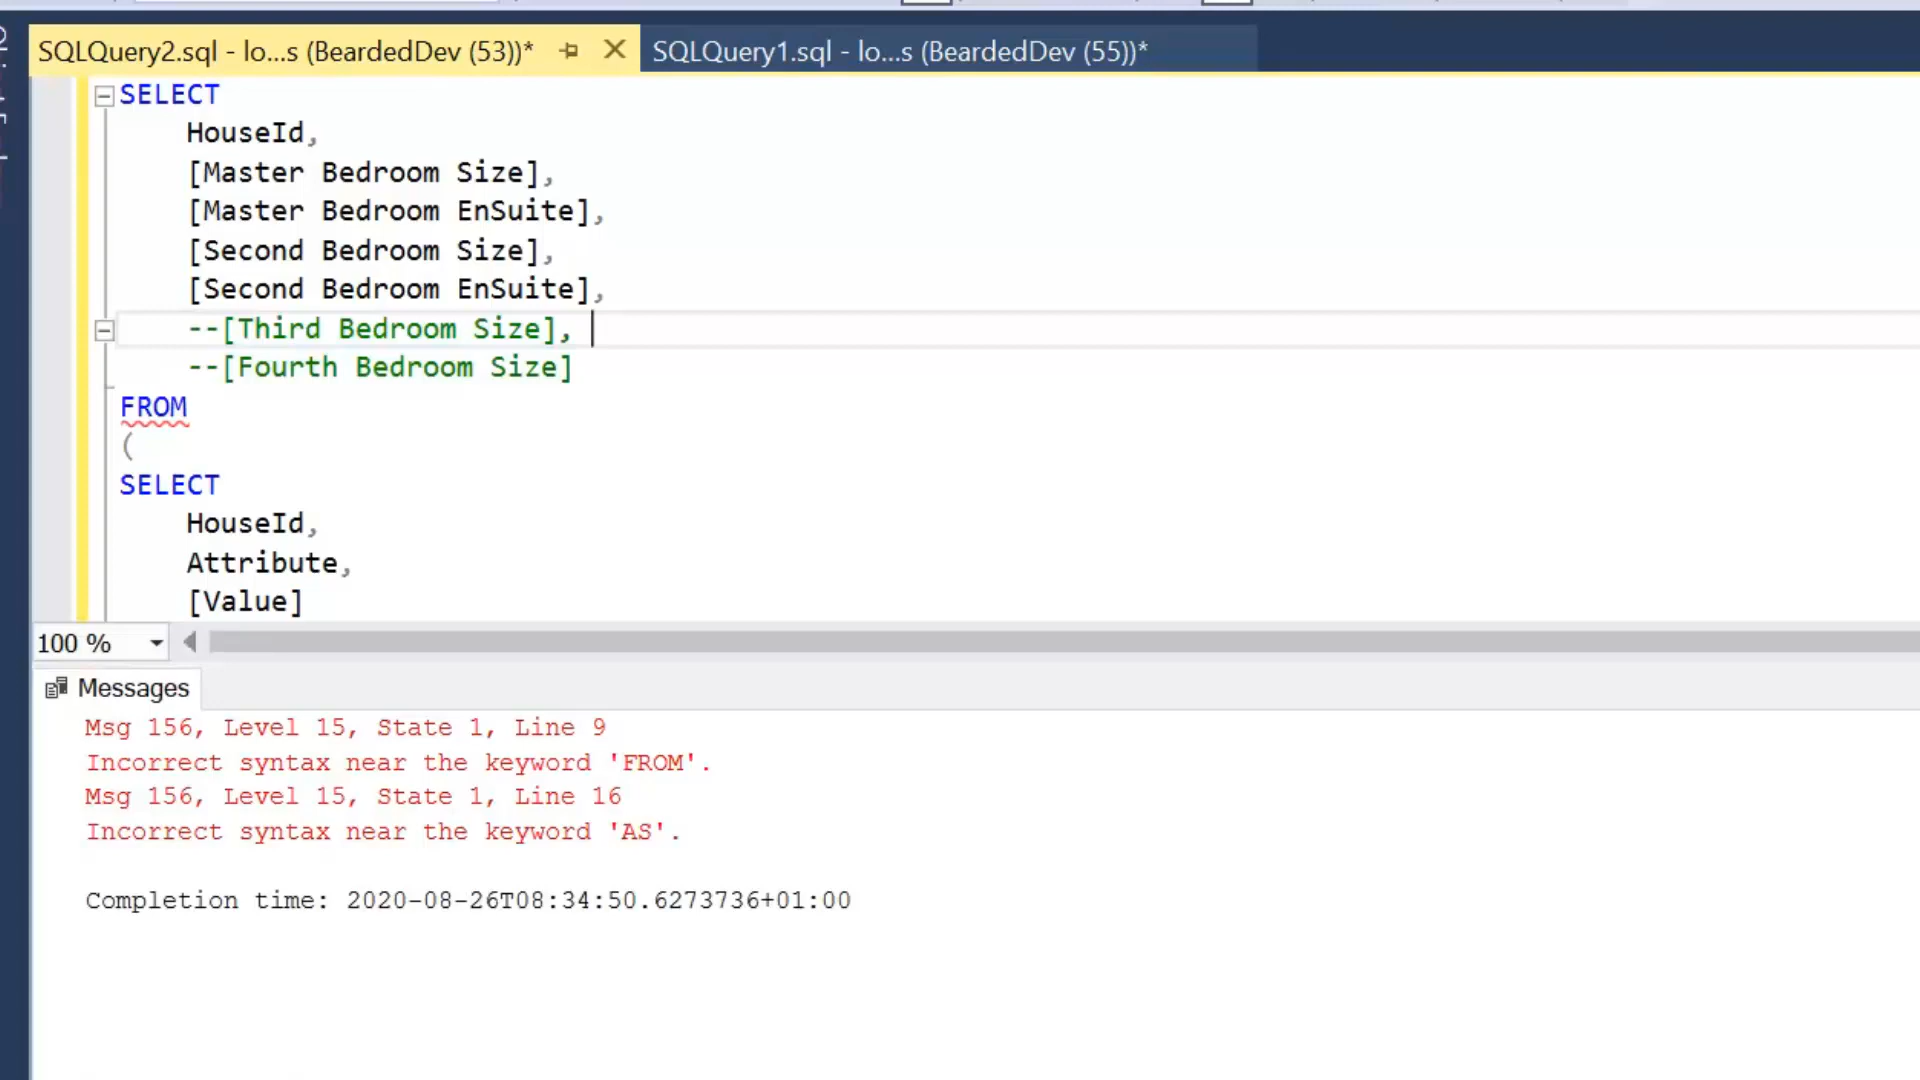 SQLQuery2.sql - lo...s (BeardedDev (53))*
SQLQuery1.sql - lo...s (BeardedDev (55))*
SELECT
HouseId,
[Master Bedroom Size],
[Master Bedroom EnSuite],
[Second Bedroom Size],
[Second Bedroom EnSuite],
--[Third Bedroom Size],
--[Fourth Bedroom Size]
FROM
(
SELECT
HouseId,
Attribute,
[Value]
100 %
Messages
Msg 156, Level 15, State 1, Line 9
Incorrect syntax near the keyword 'FROM'.
Msg 156, Level 15, State 1, Line 16
Incorrect syntax near the keyword 'AS'.
Completion time: 2020-08-26T08:34:50.6273736+01:00